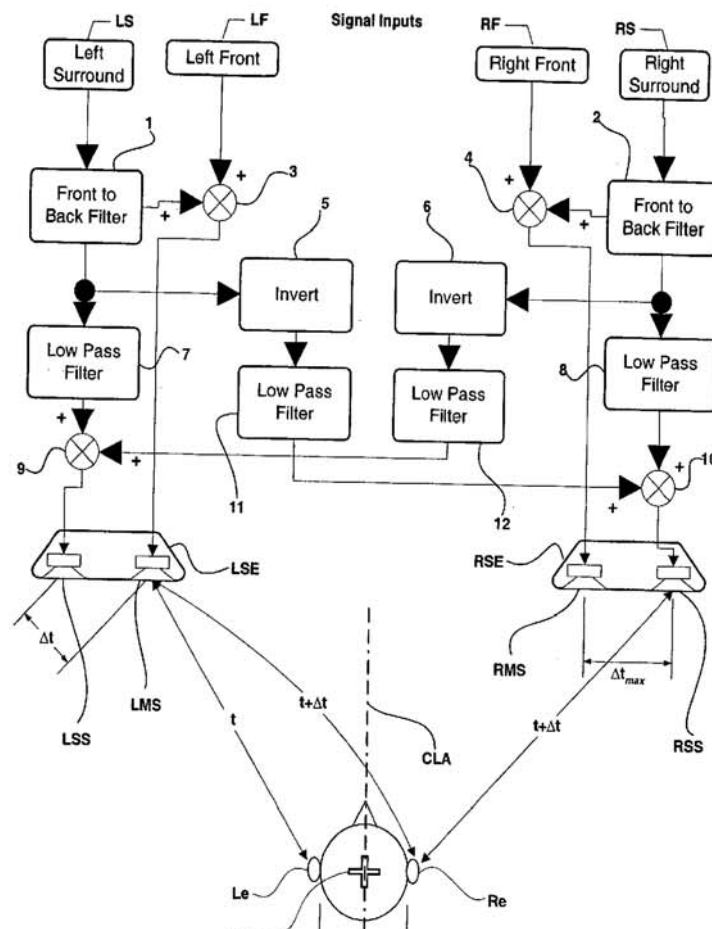 LS
LF
Signal Inputs
RF
RS
Left
Surround
Left Front
Right Front
Right
Surround
1
2
+
3
4
+
Front to
Back Filter
+
5
6
+
Front to
Back Filter
Invert
Invert
Low Pass
Filter
7
Low Pass
Filter
Low Pass
Filter
8
Low Pass
Filter
+
9
+
11
12
+
+
10
LSE
RSE
Δt
LSS
LMS
t
t+Δt
CLA
t+Δt
RMS
Δtmax
RSS
Le
Re